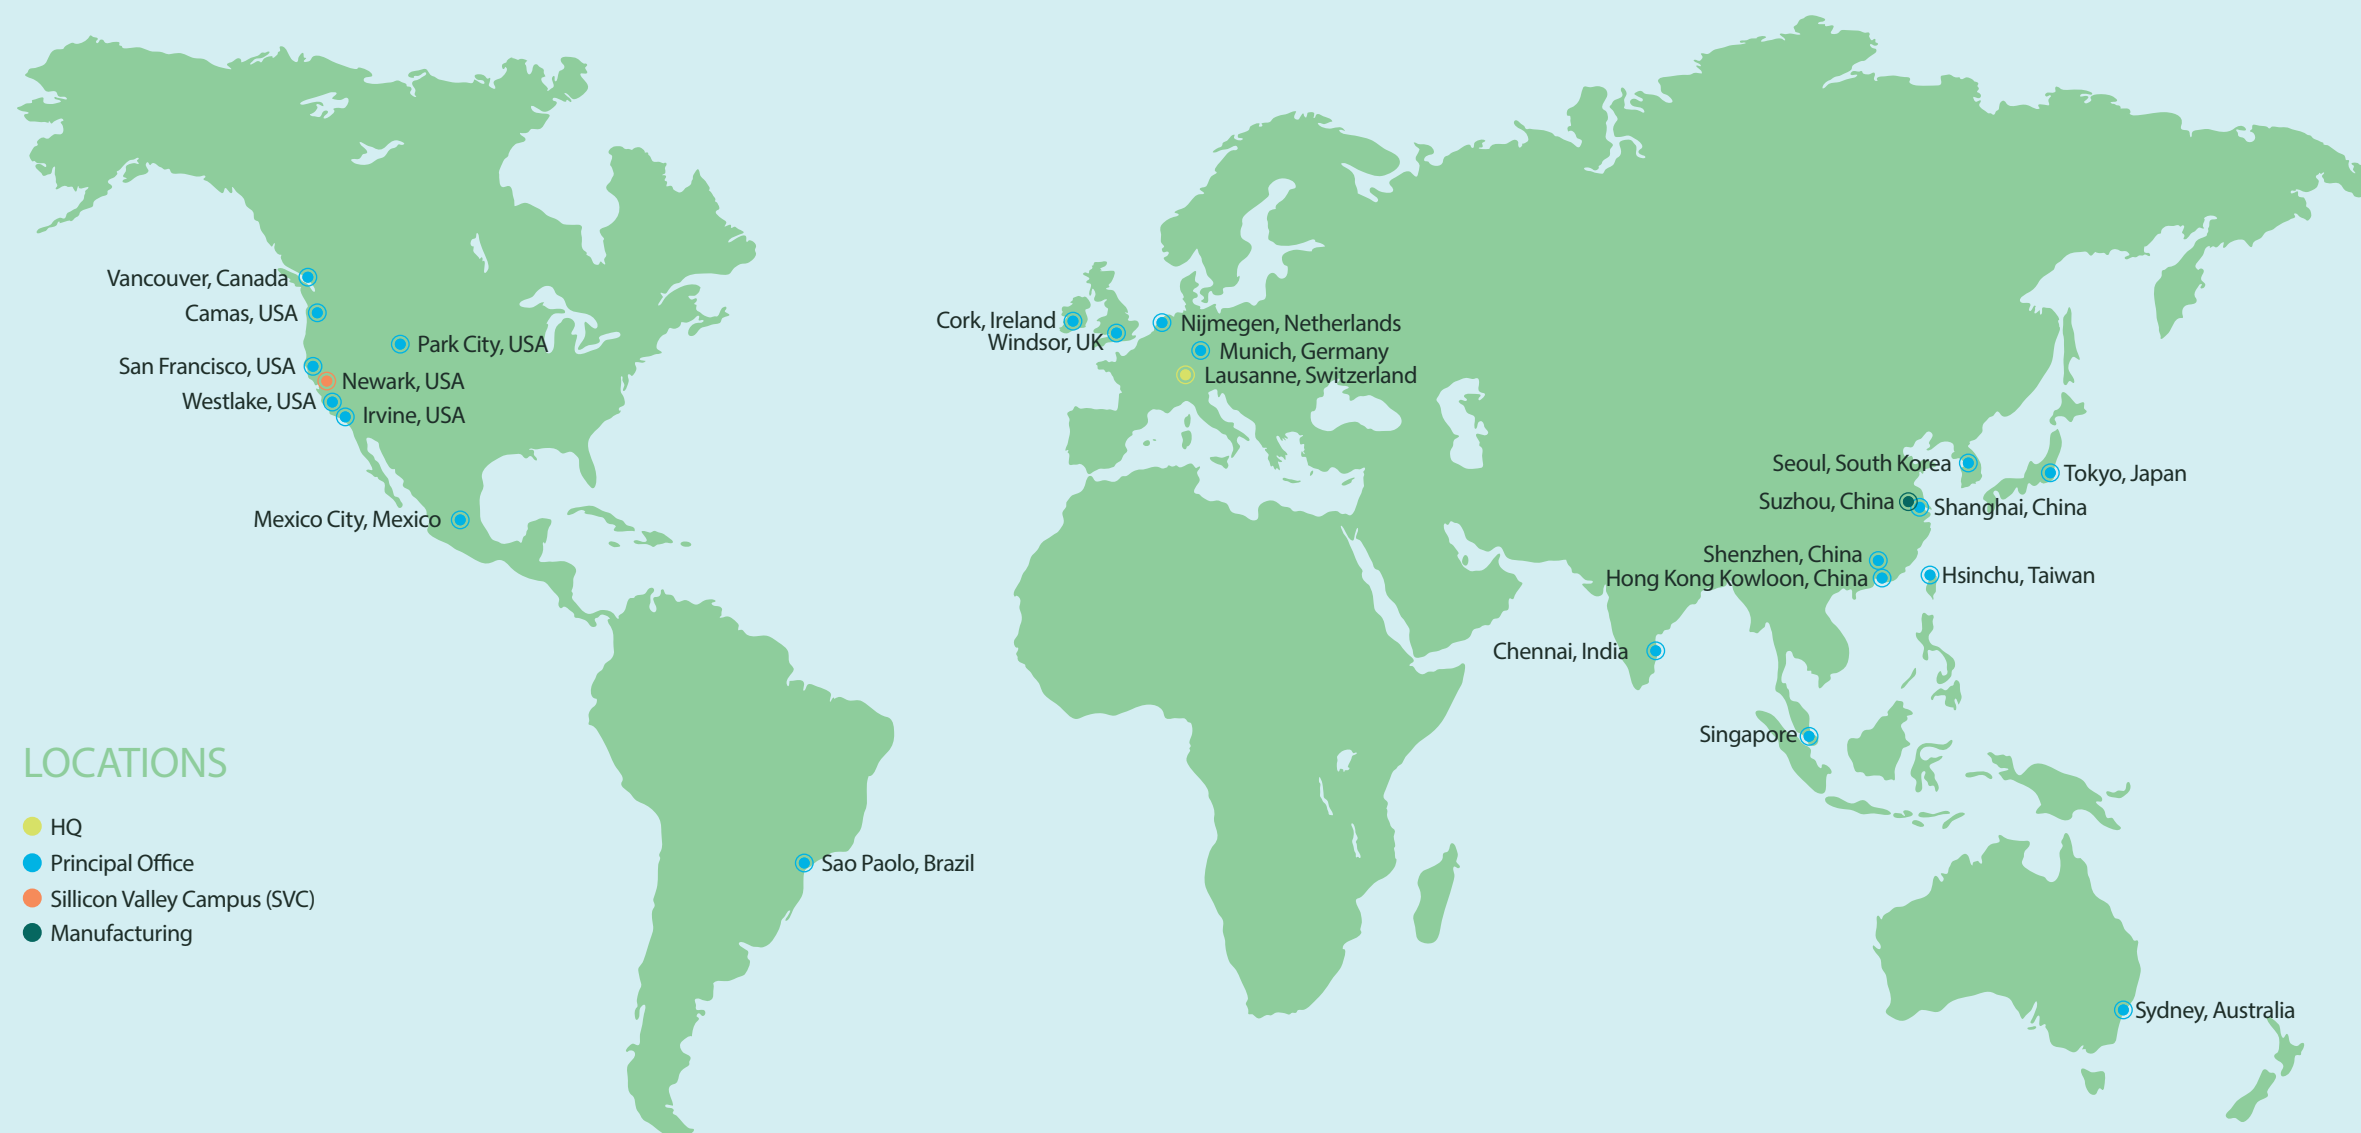 Vancouver, Canada
Camas, USA
Park City, USA
San Francisco, USA
Newark, USA
Westlake, USA
Irvine, USA
Mexico City, Mexico
Sao Paolo, Brazil
Cork, Ireland
Windsor, UK
Nijmegen, Netherlands
Munich, Germany
Lausanne, Switzerland
Seoul, South Korea
Tokyo, Japan
Suzhou, China
Shanghai, China
Shenzhen, China
Hong Kong Kowloon, China
Hsinchu, Taiwan
Chennai, India
Singapore
Sydney, Australia
LOCATIONS
HQ
Principal Office
Sillicon Valley Campus (SVC)
Manufacturing